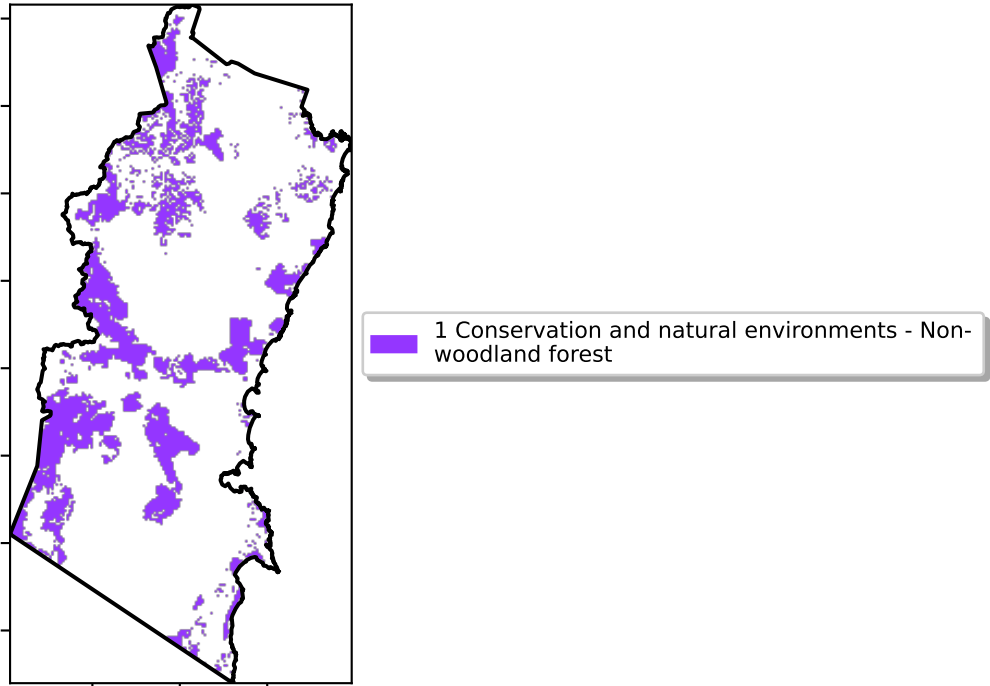 1 Conservation and natural environments - Non-
woodland forest